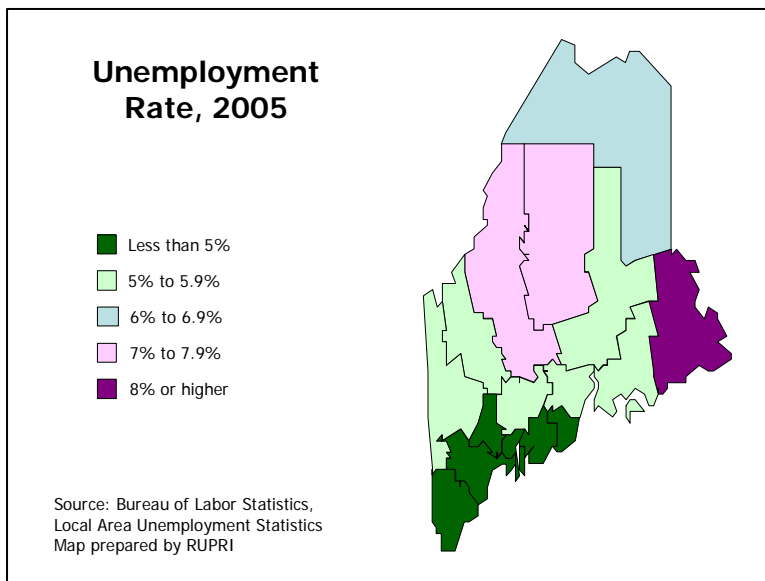 Unemployment
Rate, 2005
Less than 5%
5% to 5.9%
6% to 6.9%
7% to 7.9%
8% or higher
Source: Bureau of Labor Statistics,
Local Area Unemployment Statistics
Map prepared by RUPRI